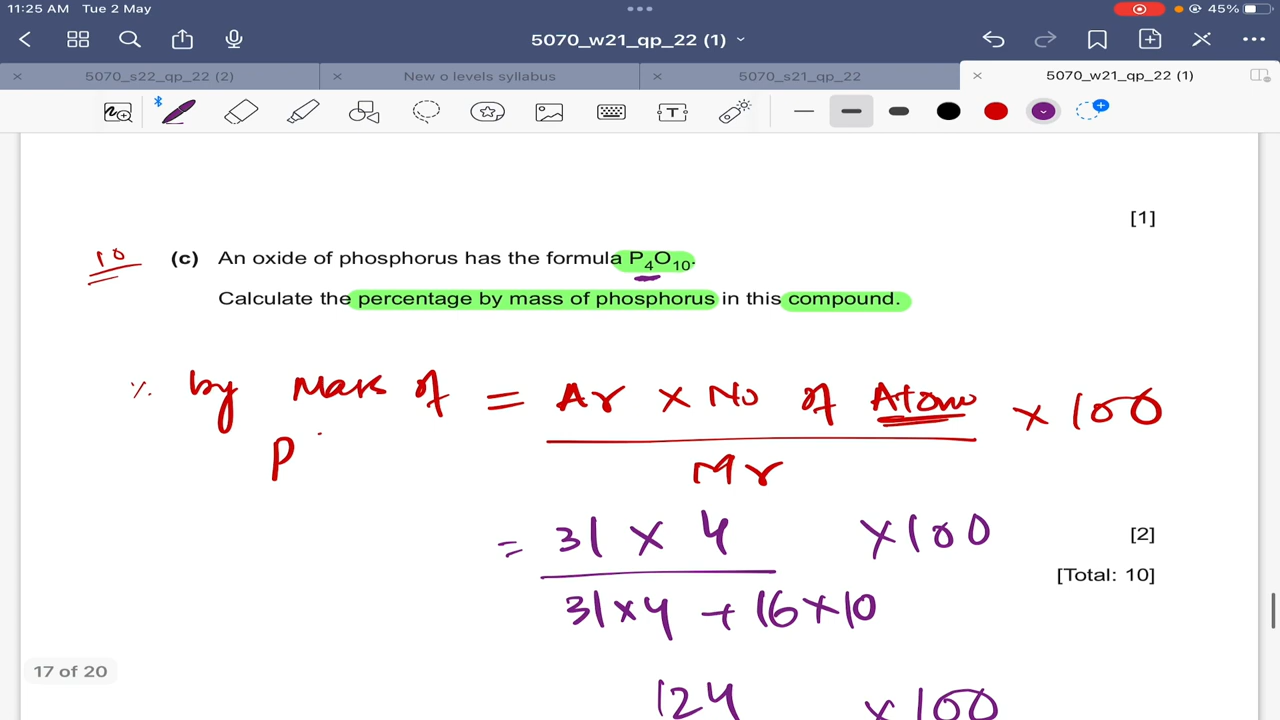 11:25 AM Tue 2 May
45%
5070_w21_qp_22 (1)
5070_s22_qp_22 (2)
New o levels syllabus
5070_s21_qp_22
5070_w21_qp_22 (1)
[1]
10 (c) An oxide of phosphorus has the formula P₄O₁₀.
Calculate the percentage by mass of phosphorus in this compound.
% by Mass of P = Ar × No of Atoms × 100
Mr
= 31 × 4 × 100
[2]
[Total: 10]
31×4 + 16×10
17 of 20
124 × 100